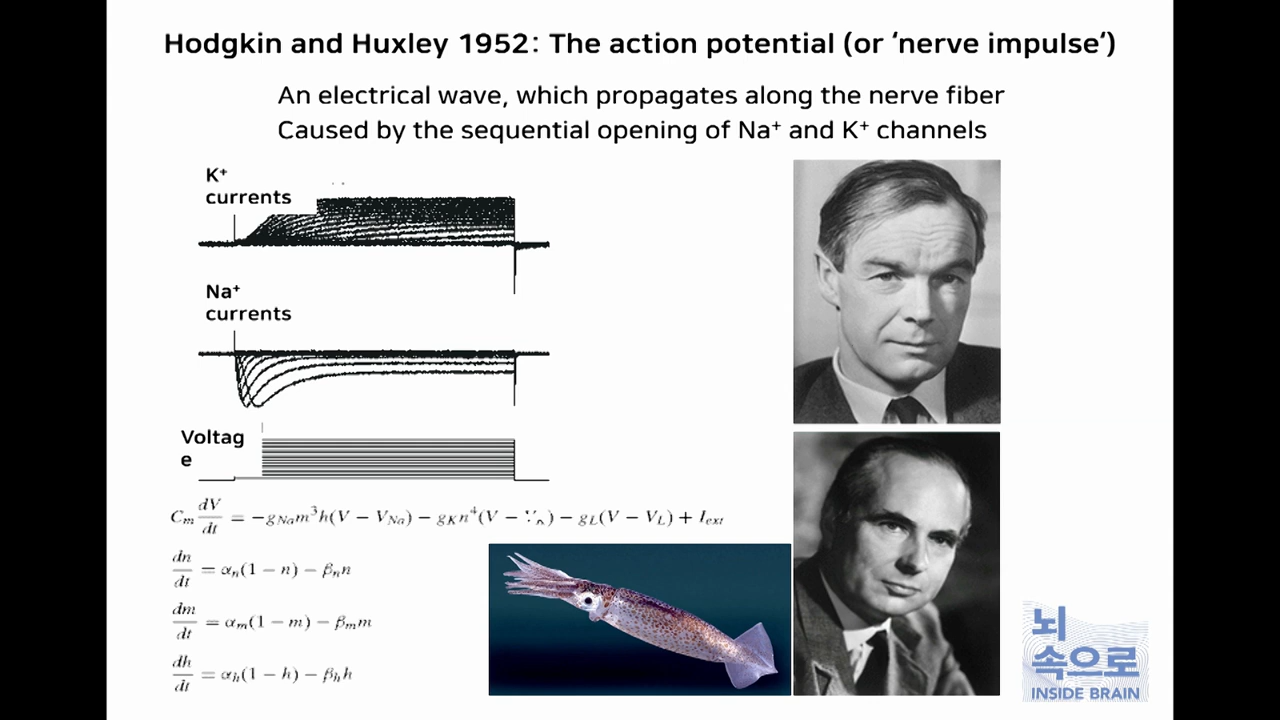 Hodgkin and Huxley 1952: The action potential (or ‘nerve impulse‘)
An electrical wave, which propagates along the nerve fiber
Caused by the sequential opening of Na⁺ and K⁺ channels
K⁺
currents
Na⁺
currents
Voltag
e
C_m dV/dt = −g_Na m³h(V − V_Na) − g_K n⁴(V − ) − g_L(V − V_L) + I_ext
dn/dt = α_n(1 − n) − β_n n
dm/dt = α_m(1 − m) − β_m m
dh/dt = α_h(1 − h) − β_h h
뇌
속으로
INSIDE BRAIN